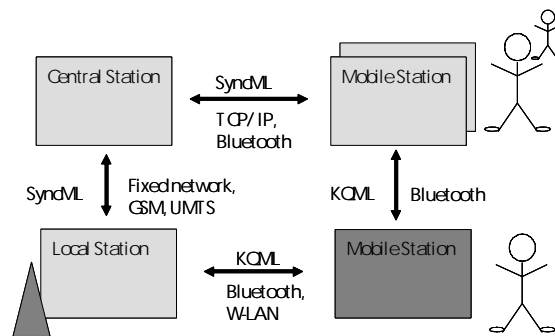 Central Station
SyncML
Mobile Station
TCP/IP,
Bluetooth
SyncML
Fixed network,
GSM, UMTS
KQML
Bluetooth
Local Station
KQML
Mobile Station
Bluetooth,
W-LAN